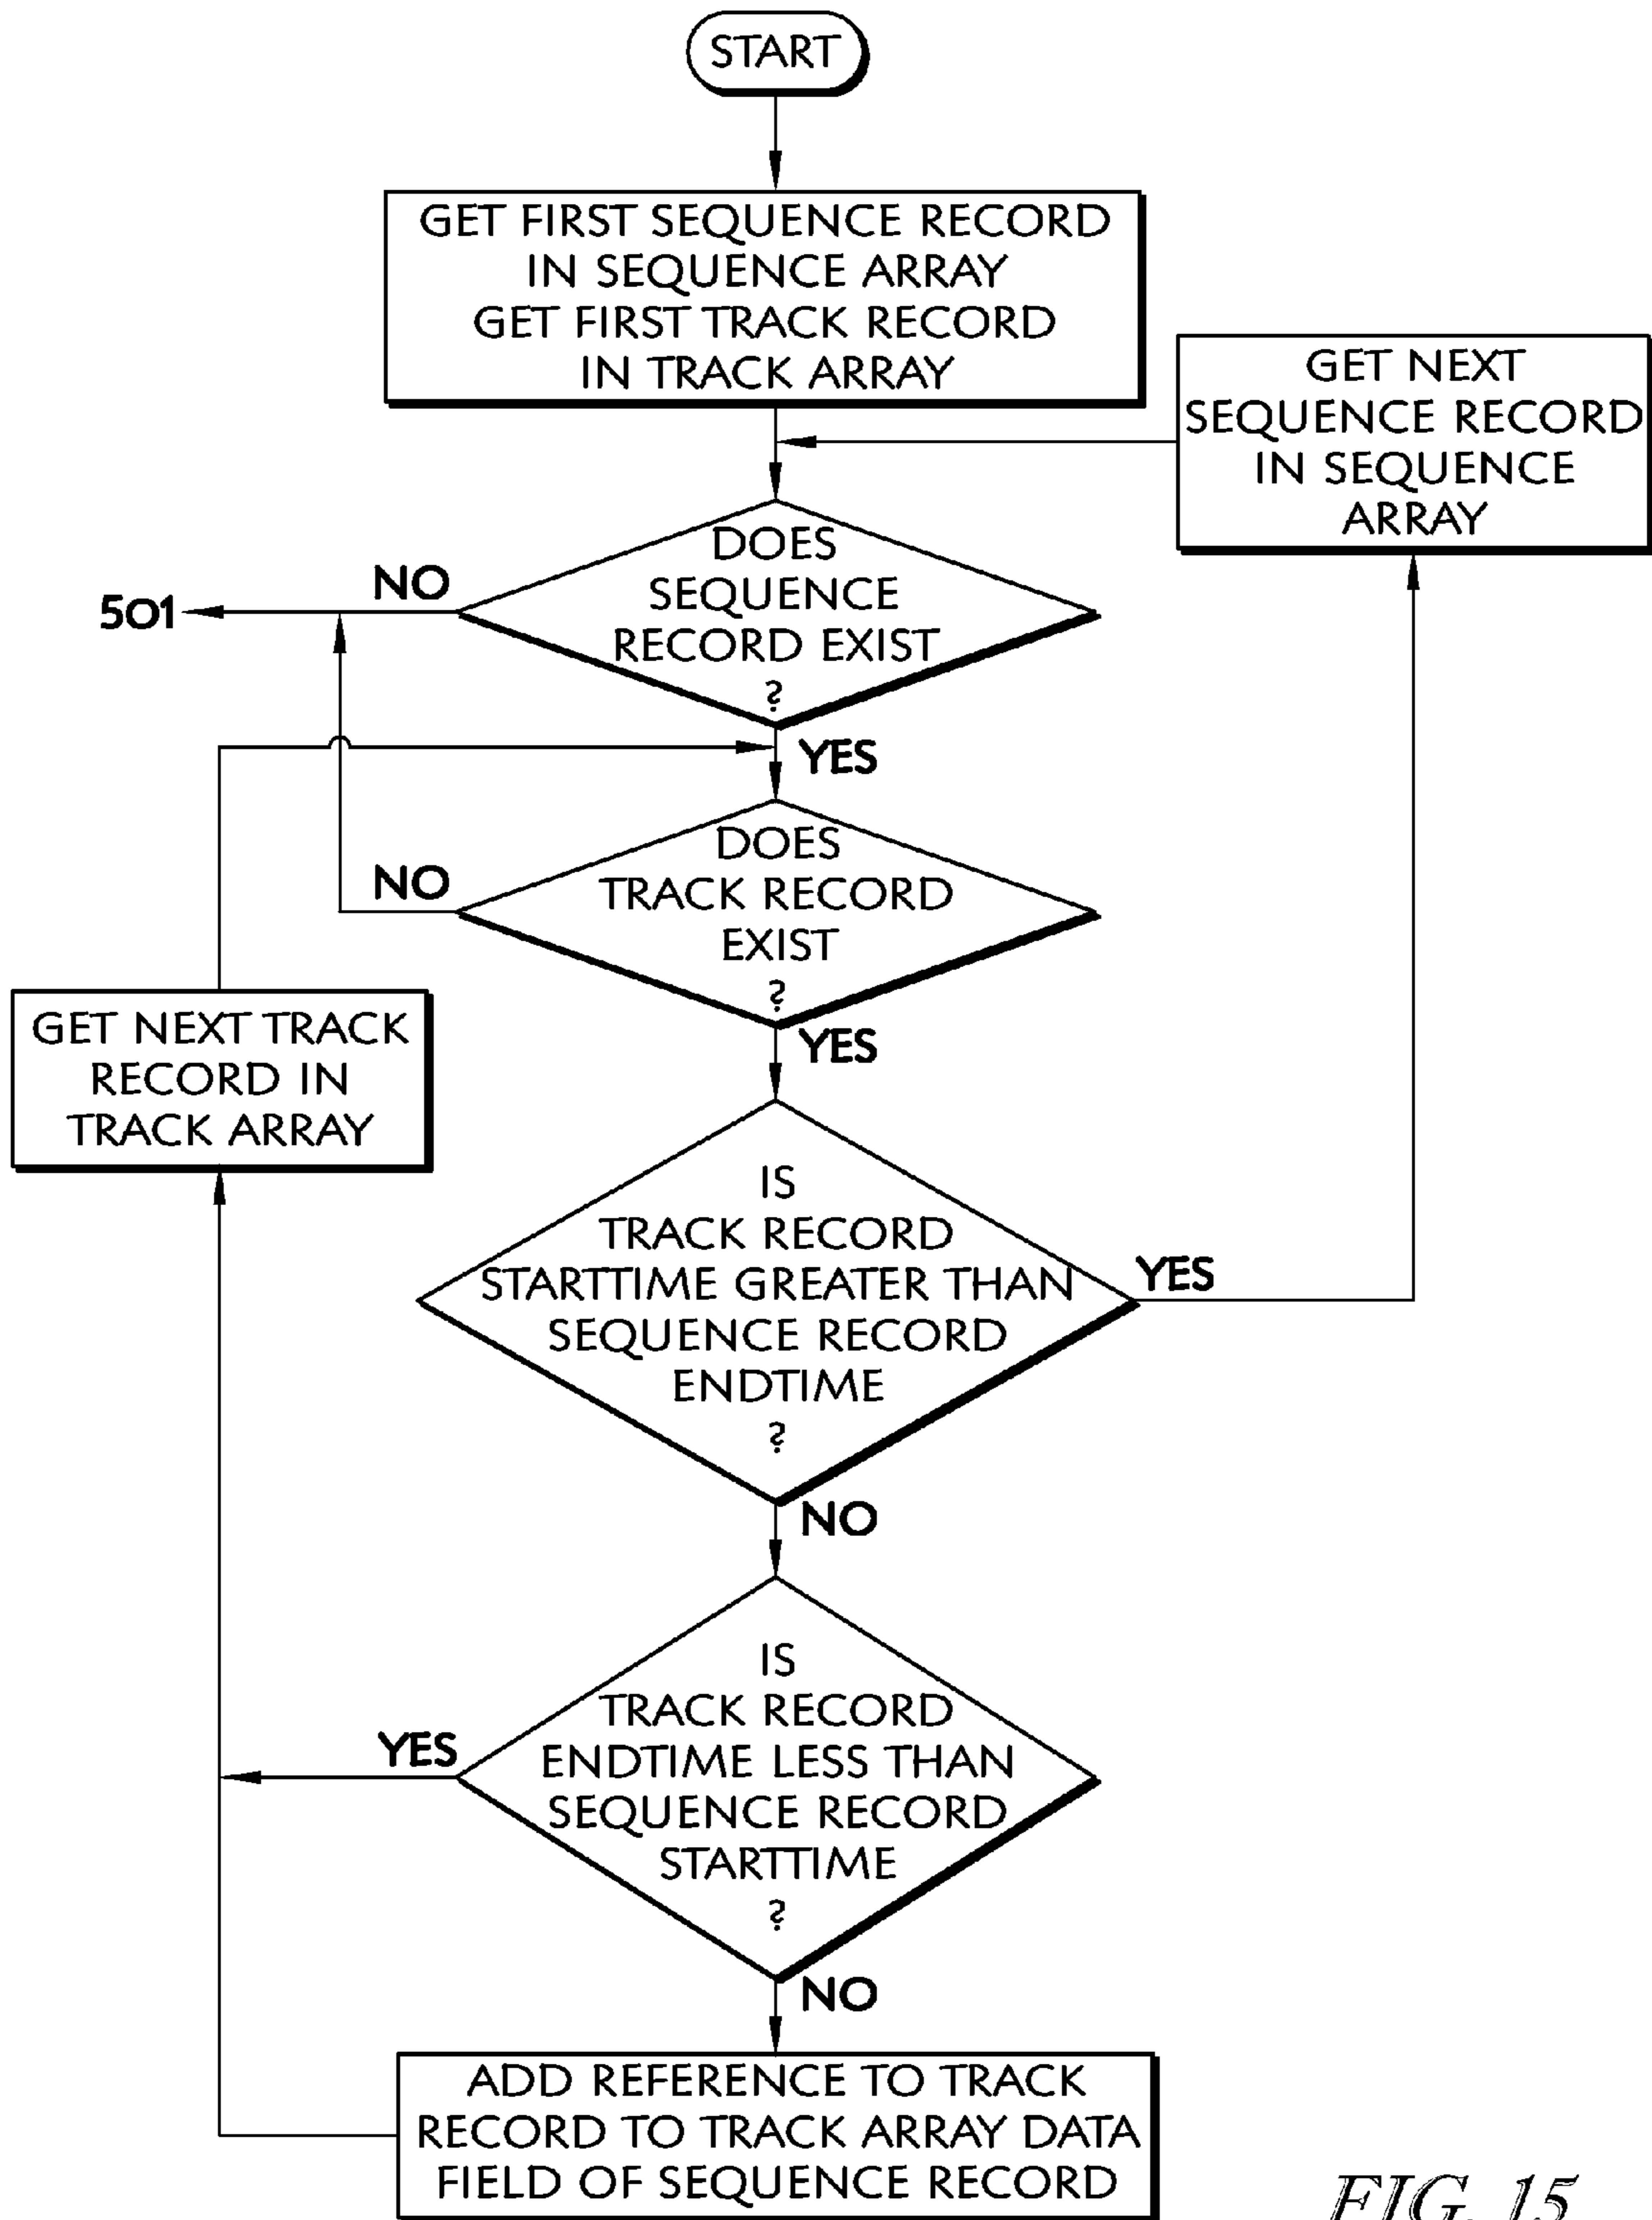 START
GET FIRST SEQUENCE RECORD
IN SEQUENCE ARRAY
GET FIRST TRACK RECORD
IN TRACK ARRAY
GET NEXT
SEQUENCE RECORD
IN SEQUENCE
ARRAY
DOES
SEQUENCE
RECORD EXIST
?
NO
501
YES
DOES
TRACK RECORD
EXIST
?
NO
YES
GET NEXT TRACK
RECORD IN
TRACK ARRAY
IS
TRACK RECORD
STARTTIME GREATER THAN
SEQUENCE RECORD
ENDTIME
?
YES
NO
IS
TRACK RECORD
ENDTIME LESS THAN
SEQUENCE RECORD
STARTTIME
?
YES
NO
ADD REFERENCE TO TRACK
RECORD TO TRACK ARRAY DATA
FIELD OF SEQUENCE RECORD
FIG. 15